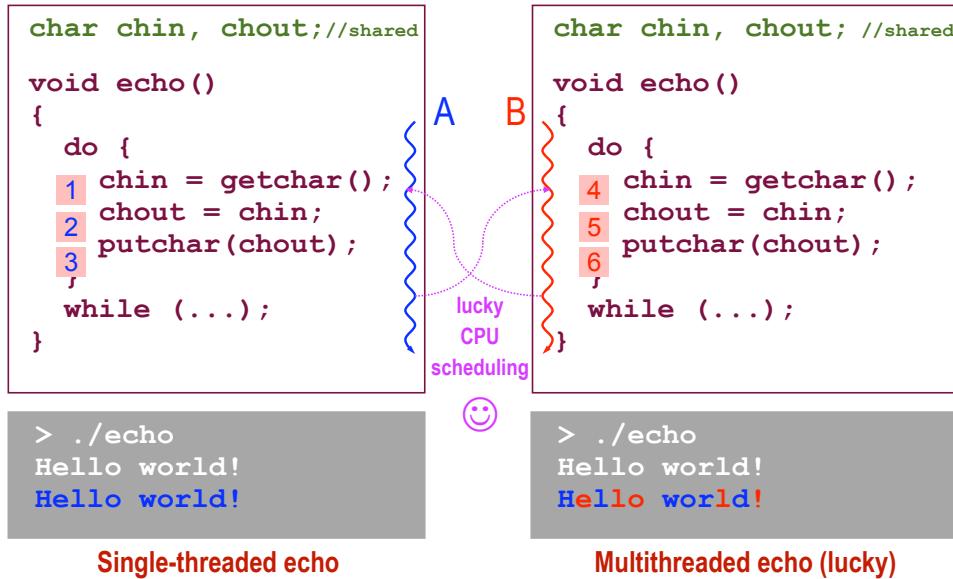 char chin, chout;//shared
void echo()
{
do {
1 chin = getchar();
2 chout = chin;
3 putchar(chout);
}
while (...);
}
A B
lucky
CPU
scheduling
char chin, chout; //shared
void echo()
{
do {
4 chin = getchar();
5 chout = chin;
6 putchar(chout);
}
while (...);
}
> ./echo
Hello world!
Hello world!
Single-threaded echo
> ./echo
Hello world!
Hello world!
Multithreaded echo (lucky)